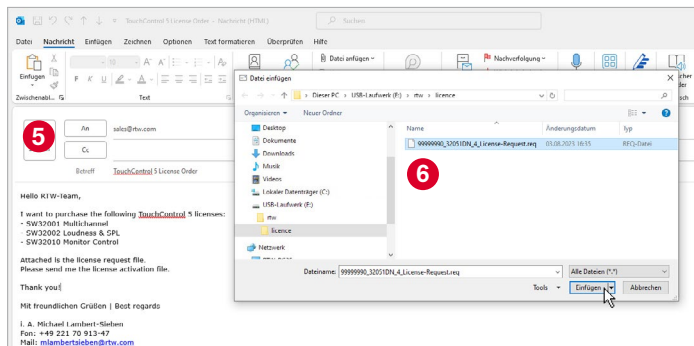 TouchControl 5 License Order - Nachricht (HTML)
Suchen
Datei Nachricht Einfügen Zeichnen Optionen Text formatieren Überprüfen Hilfe
Einfügen
F K U
Datei anfügen
Nachverfolgung
Zwischenabl...
Text
5
An
sales@rtw.com
Cc
Betreff
TouchControl 5 License Order
Hello RTW-Team,
I want to purchase the following TouchControl 5 licenses:
- SW32001 Multichannel
SW32002 Loudness & SPL
- SW32010 Monitor Control
Attached is the license request file.
Please send me the license activation file.
Thank you!
Mit freundlichen Grüßen | Best regards
i. A. Michael Lambert-Sieben
Fon: +49 221 70 913-47
Mail: mlambertsieben@rtw.com
Datei einfügen
Dieser PC > USB-Laufwerk (E:) > rtw > licence
Organisieren Neuer Ordner
Desktop
Dokumente
Downloads
Musik
Videos
Lokaler Datenträger (C:)
USB-Laufwerk (E:)
rtw
licence
Netzwerk
Name Änderungsdatum Typ
99999990_32051DN_4_License-Request.req 03.08.2023 16:35 REQ-Datei
6
Dateiname: 99999990_32051DN_4_License-Request.req
Alle Dateien (*.*)
Tools Einfügen Abbrechen